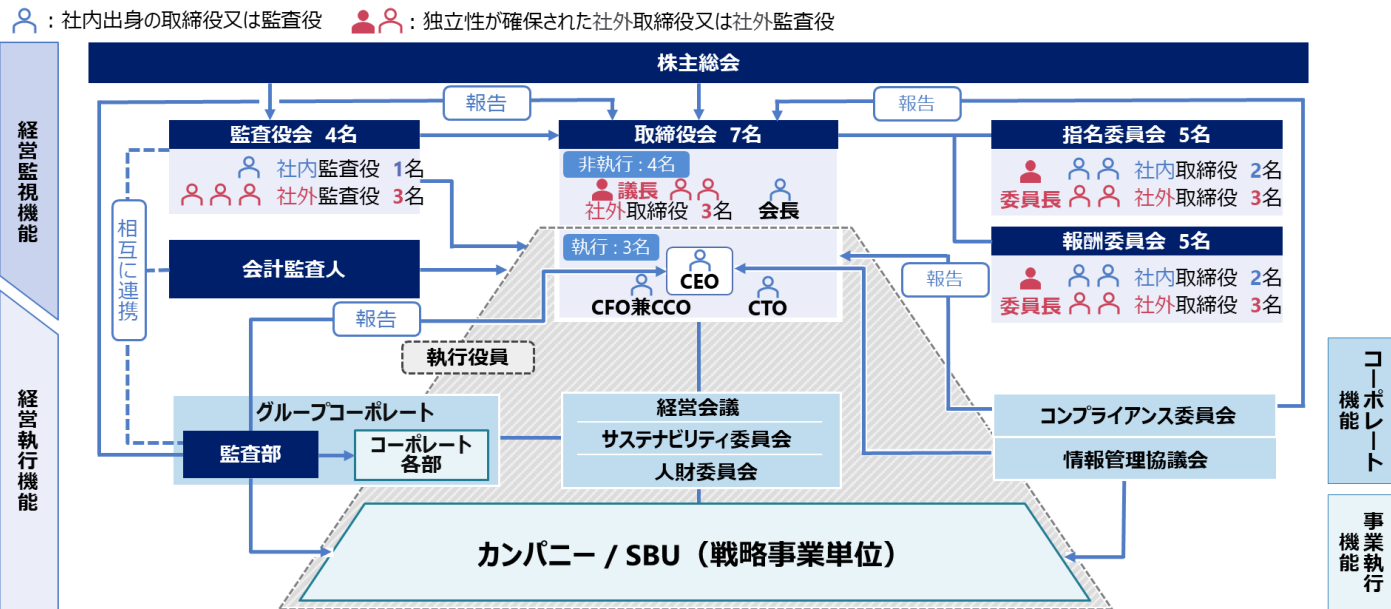 ：社内出身の取締役又は監査役
：独立性が確保された社外取締役又は社外監査役
経営監視機能
経営執行機能
株主総会
報告
報告
監査役会 4名
社内監査役 1名
社外監査役 3名
取締役会 7名
非執行：4名
議長
社外取締役 3名
会長
指名委員会 5名
社内取締役 2名
委員長
社外取締役 3名
報酬委員会 5名
社内取締役 2名
委員長
社外取締役 3名
相互に連携
会計監査人
執行：3名
CEO
CFO兼CCO
CTO
報告
報告
執行役員
グループコーポレート
監査部
コーポレート
各部
経営会議
サステナビリティ委員会
人財委員会
コンプライアンス委員会
情報管理協議会
カンパニー / SBU（戦略事業単位）
コーポレート
機能
事業執行
機能